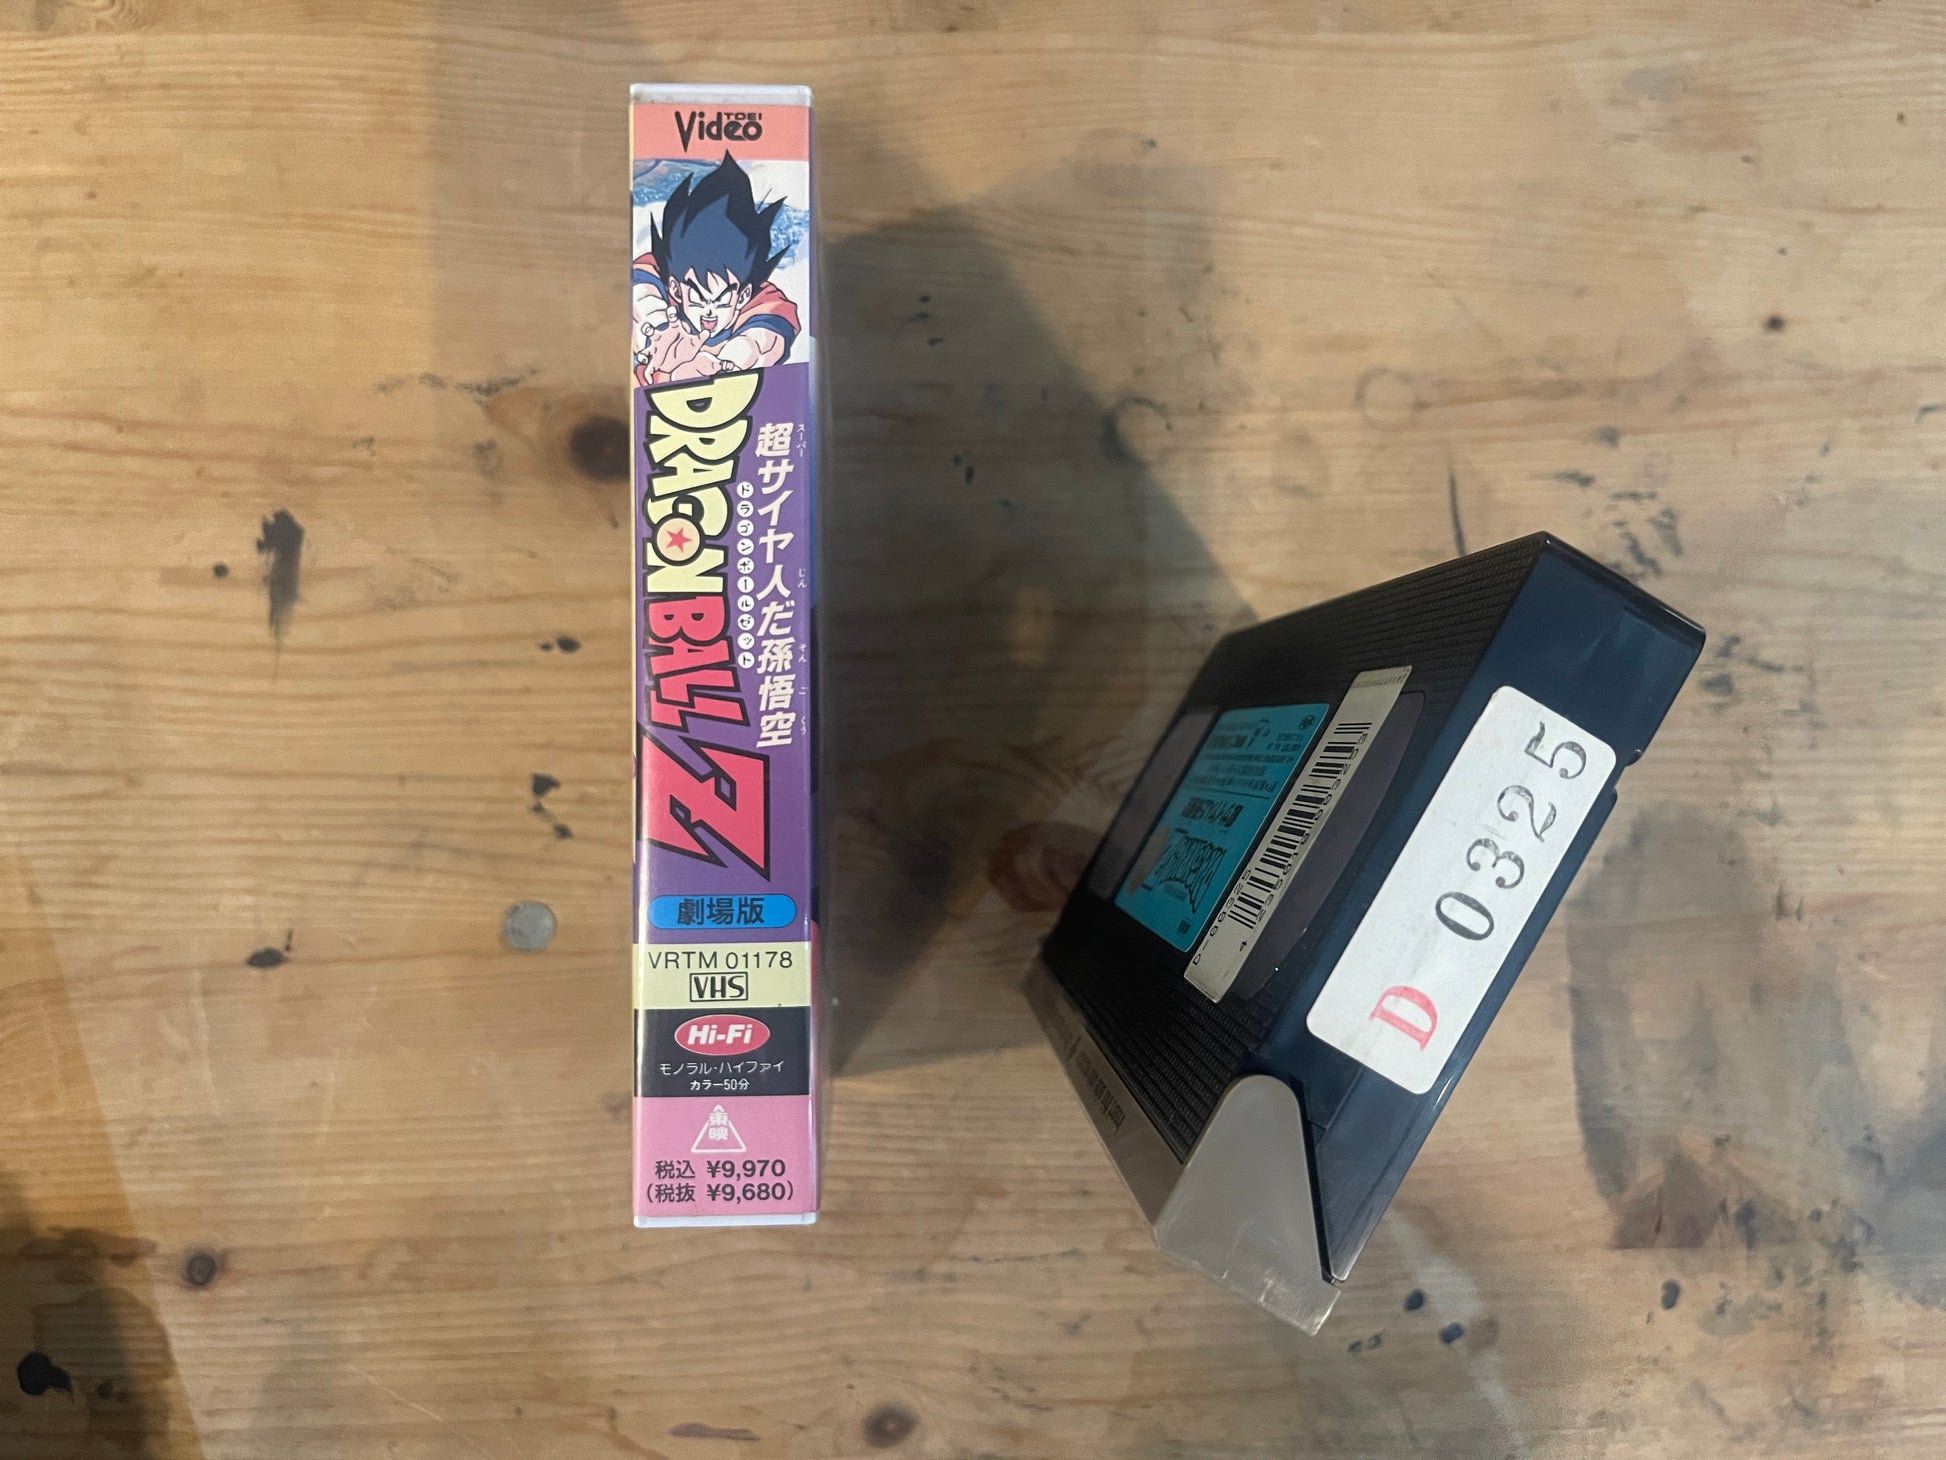 TOEI
Video
DRAGON BALL Z
ドラゴンボールゼット
超サイヤ人だ孫悟空
スーパー じん そん ご くう
劇場版
VRTM 01178
VHS
Hi-Fi
モノラル・ハイファイ
カラー50分
東映
税込 ¥9,970
(税抜 ¥9,680)
D 0325